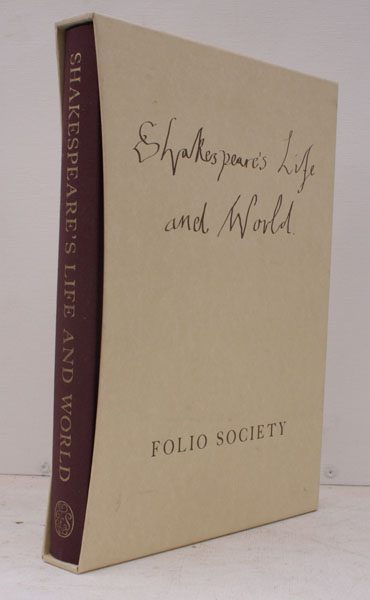 SHAKESPEARE'S LIFE AND WORLD
Shakespeare's Life
and World.
FOLIO SOCIETY